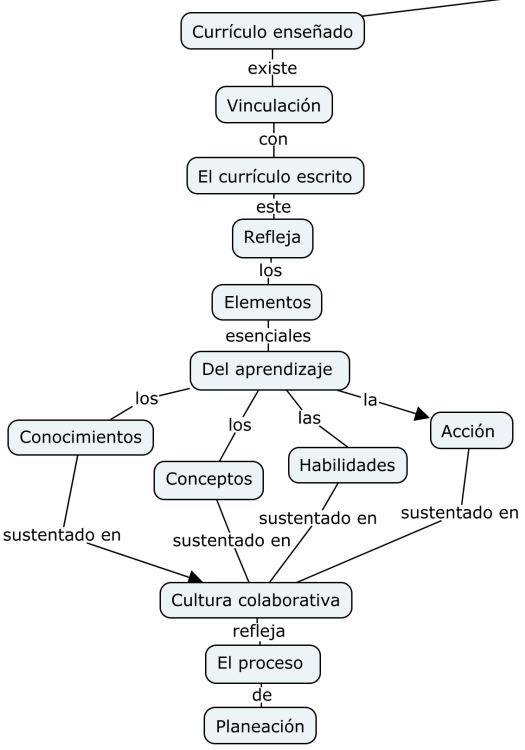 Currículo enseñado
existe
Vinculación
con
El currículo escrito
este
Refleja
los
Elementos
esenciales
Del aprendizaje
los
los
las
la
Conocimientos
Conceptos
Habilidades
Acción
sustentado en
sustentado en
sustentado en
sustentado en
Cultura colaborativa
refleja
El proceso
de
Planeación